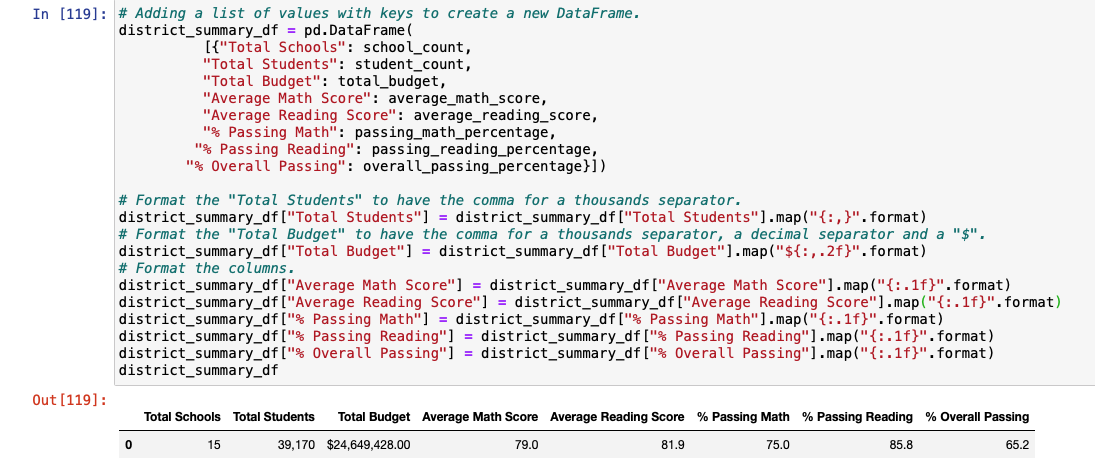 In [119]: # Adding a list of values with keys to create a new DataFrame.
district_summary_df = pd.DataFrame(
          [{"Total Schools": school_count,
          "Total Students": student_count,
          "Total Budget": total_budget,
          "Average Math Score": average_math_score,
          "Average Reading Score": average_reading_score,
          "% Passing Math": passing_math_percentage,
         "% Passing Reading": passing_reading_percentage,
        "% Overall Passing": overall_passing_percentage}])

# Format the "Total Students" to have the comma for a thousands separator.
district_summary_df["Total Students"] = district_summary_df["Total Students"].map("{:,}".format)
# Format the "Total Budget" to have the comma for a thousands separator, a decimal separator and a "$".
district_summary_df["Total Budget"] = district_summary_df["Total Budget"].map("${:,.2f}".format)
# Format the columns.
district_summary_df["Average Math Score"] = district_summary_df["Average Math Score"].map("{:.1f}".format)
district_summary_df["Average Reading Score"] = district_summary_df["Average Reading Score"].map("{:.1f}".format)
district_summary_df["% Passing Math"] = district_summary_df["% Passing Math"].map("{:.1f}".format)
district_summary_df["% Passing Reading"] = district_summary_df["% Passing Reading"].map("{:.1f}".format)
district_summary_df["% Overall Passing"] = district_summary_df["% Overall Passing"].map("{:.1f}".format)
district_summary_df
Out[119]:
Total Schools Total Students Total Budget Average Math Score Average Reading Score % Passing Math % Passing Reading % Overall Passing
0 15 39,170 $24,649,428.00 79.0 81.9 75.0 85.8 65.2